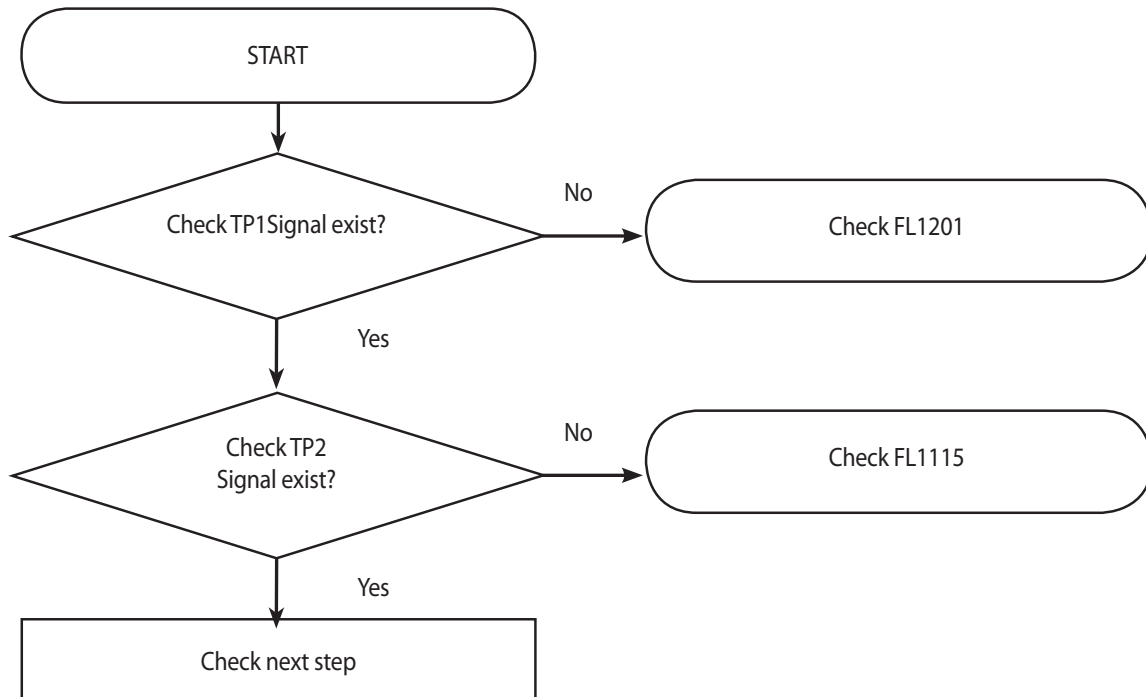 START
Check TP1Signal exist?
No
Check FL1201
Yes
Check TP2
Signal exist?
No
Check FL1115
Yes
Check next step